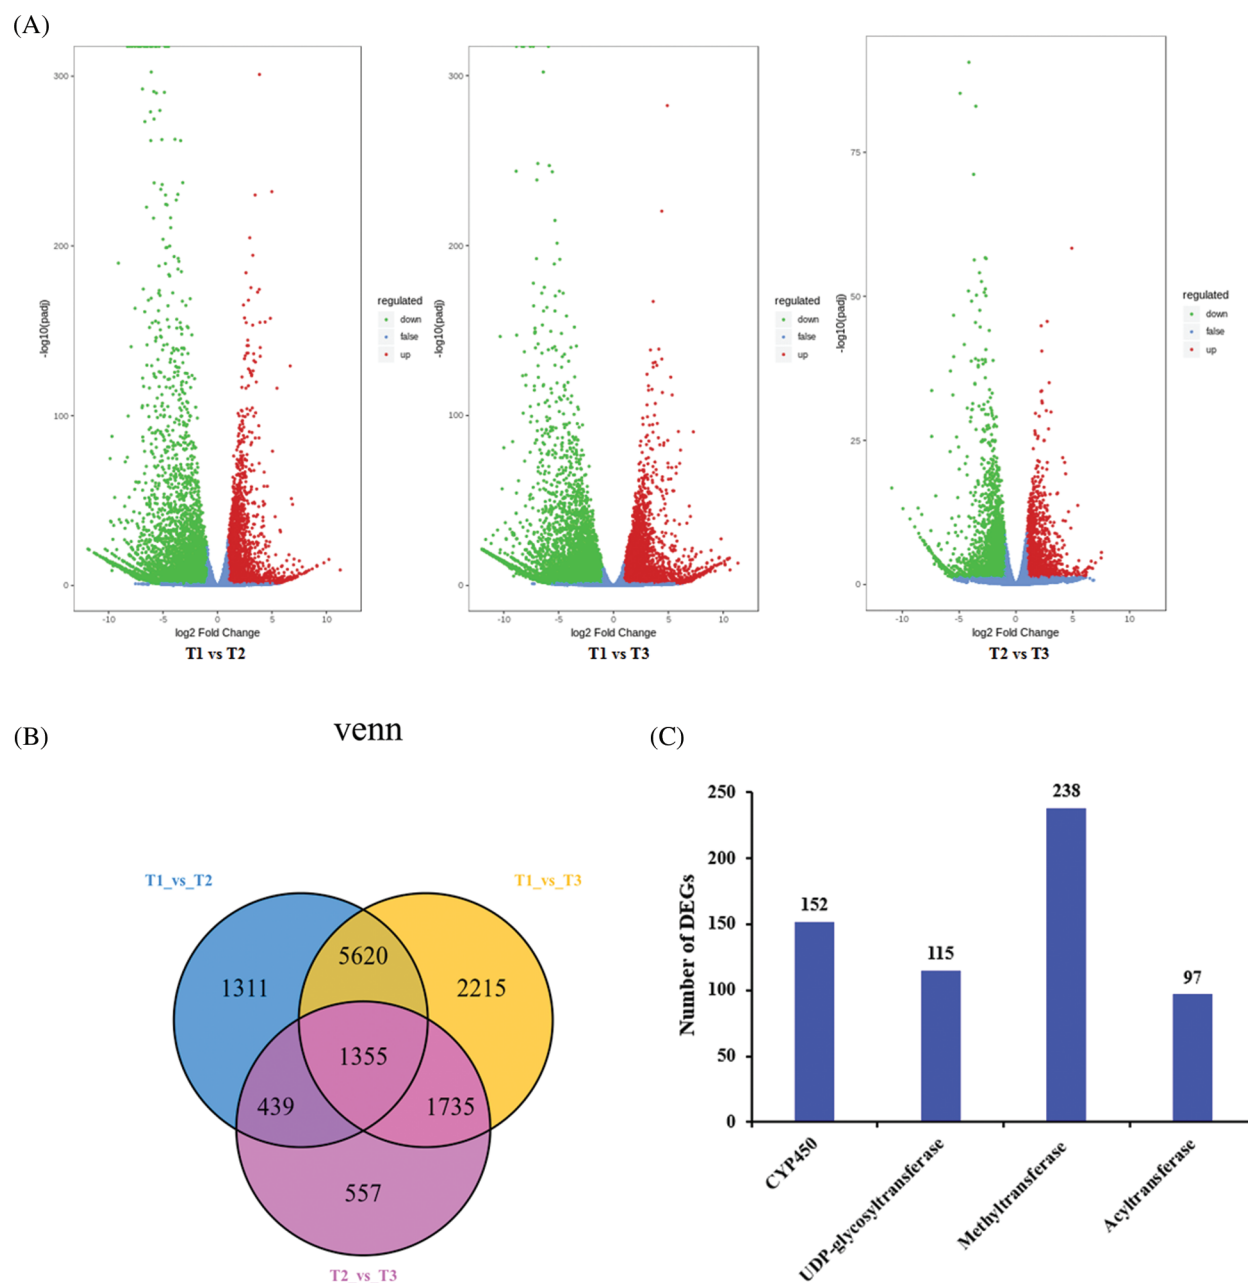 (A)
300
200
100
0
-10
-5
0
5
10
-log10(padj)
log2 Fold Change
T1 vs T2
regulated
down
false
up
300
200
100
0
-10
-5
0
5
10
-log10(padj)
log2 Fold Change
T1 vs T3
regulated
down
false
up
75
50
25
0
-10
-5
0
5
10
-log10(padj)
log2 Fold Change
T2 vs T3
regulated
down
false
up
(B)
venn
T1_vs_T2
T1_vs_T3
5620
1311
2215
1355
439
1735
557
T2_vs_T3
(C)
Number of DEGs
250
200
150
100
50
0
152
115
238
97
CYP450
UDP-glycosyltransferase
Methyltransferase
Acyltransferase